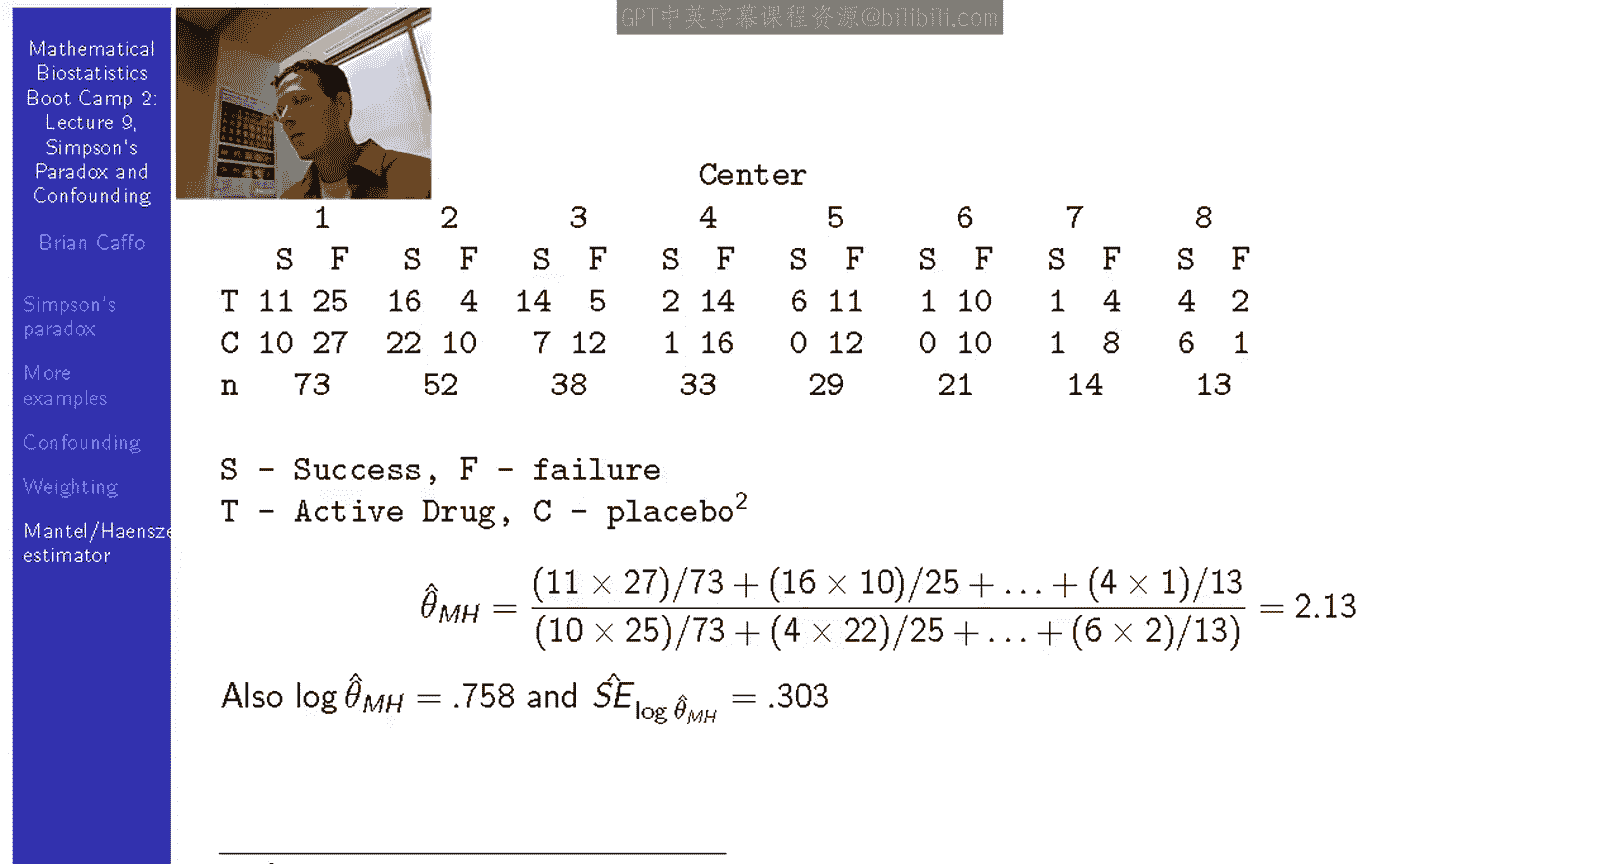 GPT中英字幕课程资源@bilibili.com
Mathematical
Biostatistics
Boot Camp 2:
Lecture 9,
Simpson's
Paradox and
Confounding
Brian Caffo
Simpson's
paradox
More
examples
Confounding
Weighting
Mantel/Haensze
estimator
Center
1 2 3 4 5 6 7 8
S F S F S F S F S F S F S F S F
T 11 25 16 4 14 5 2 14 6 11 1 10 1 4 4 2
C 10 27 22 10 7 12 1 16 0 12 0 10 1 8 6 1
n 73 52 38 33 29 21 14 13
S - Success, F - failure
T - Active Drug, C - placebo²
θ̂_MH = (11 × 27)/73 + (16 × 10)/25 + ... + (4 × 1)/13 / (10 × 25)/73 + (4 × 22)/25 + ... + (6 × 2)/13) = 2.13
Also log θ̂_MH = .758 and SÊ_log θ̂_MH = .303